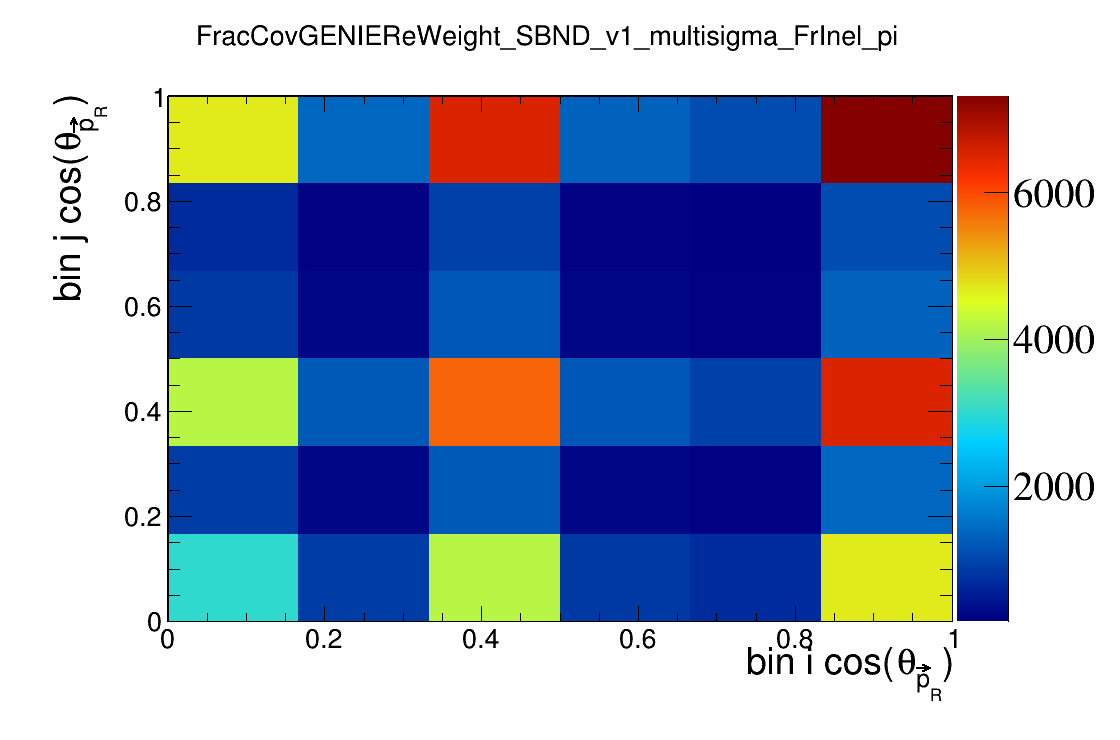 FracCovGENIEReWeight_SBND_v1_multisigma_FrInel_pi
bin j cos(θ_p⃗_R)
1
0.8
0.6
0.4
0.2
0
0 0.2 0.4 0.6 0.8 1
bin i cos(θ_p⃗_R)
6000
4000
2000